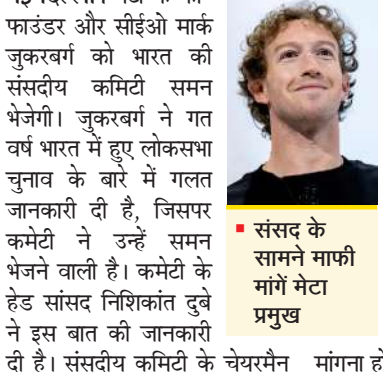 फाउंडर और सीईओ मार्क
जुकरबर्ग को भारत की
संसदीय कमिटी समन
भेजेगी। जुकरबर्ग ने गत
वर्ष भारत में हुए लोकसभा
चुनाव के बारे में गलत
जानकारी दी है, जिसपर
कमेटी ने उन्हें समन
भेजने वाली है। कमेटी के
हेड सांसद निशिकांत दुबे
ने इस बात की जानकारी
दी है। संसदीय कमिटी के चेयरमैन
संसद के
सामने माफी
मांगें मेटा
प्रमुख
मांगना हो